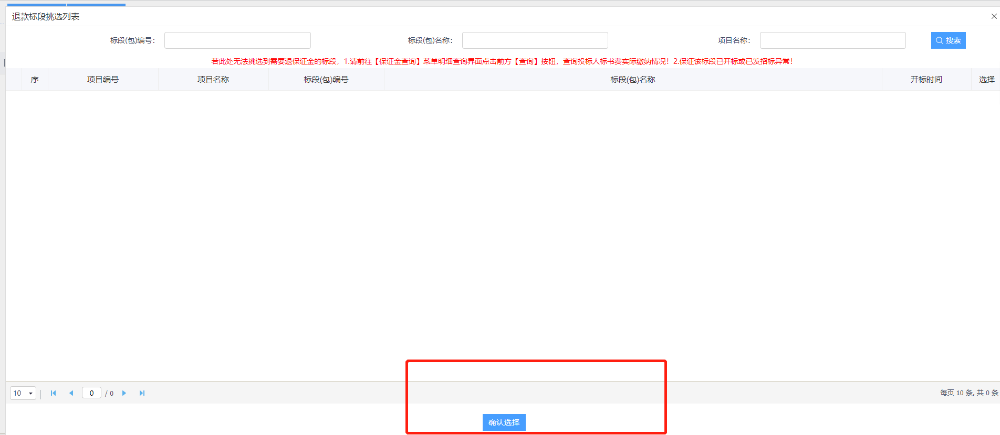 退款标段挑选列表
标段(包)编号： 标段(包)名称： 项目名称： 搜索
若此处无法挑选到需要退保证金的标段，1.请前往【保证金查询】菜单明细查询界面点击前方【查询】按钮，查询投标人标书费实际缴纳情况！2.保证该标段已开标或已发招标异常！
序 项目编号 项目名称 标段(包)编号 标段(包)名称 开标时间 选择
10 0 / 0 每页 10 条, 共 0 条
确认选择